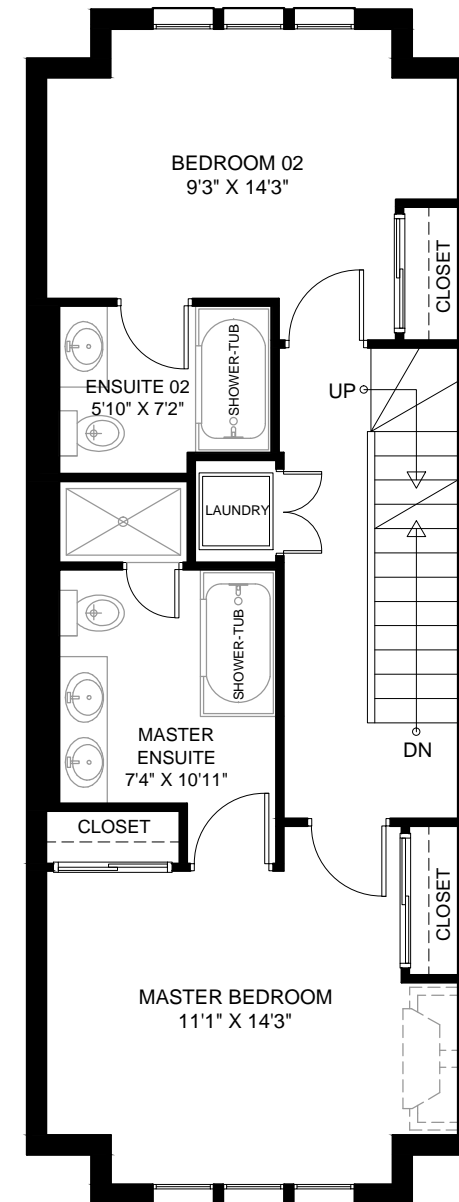 BEDROOM 02
9'3" X 14'3"
CLOSET
SHOWER-TUB
ENSUITE 02
5'10" X 7'2"
UP
LAUNDRY
SHOWER-TUB
MASTER
ENSUITE
7'4" X 10'11"
DN
CLOSET
CLOSET
MASTER BEDROOM
11'1" X 14'3"